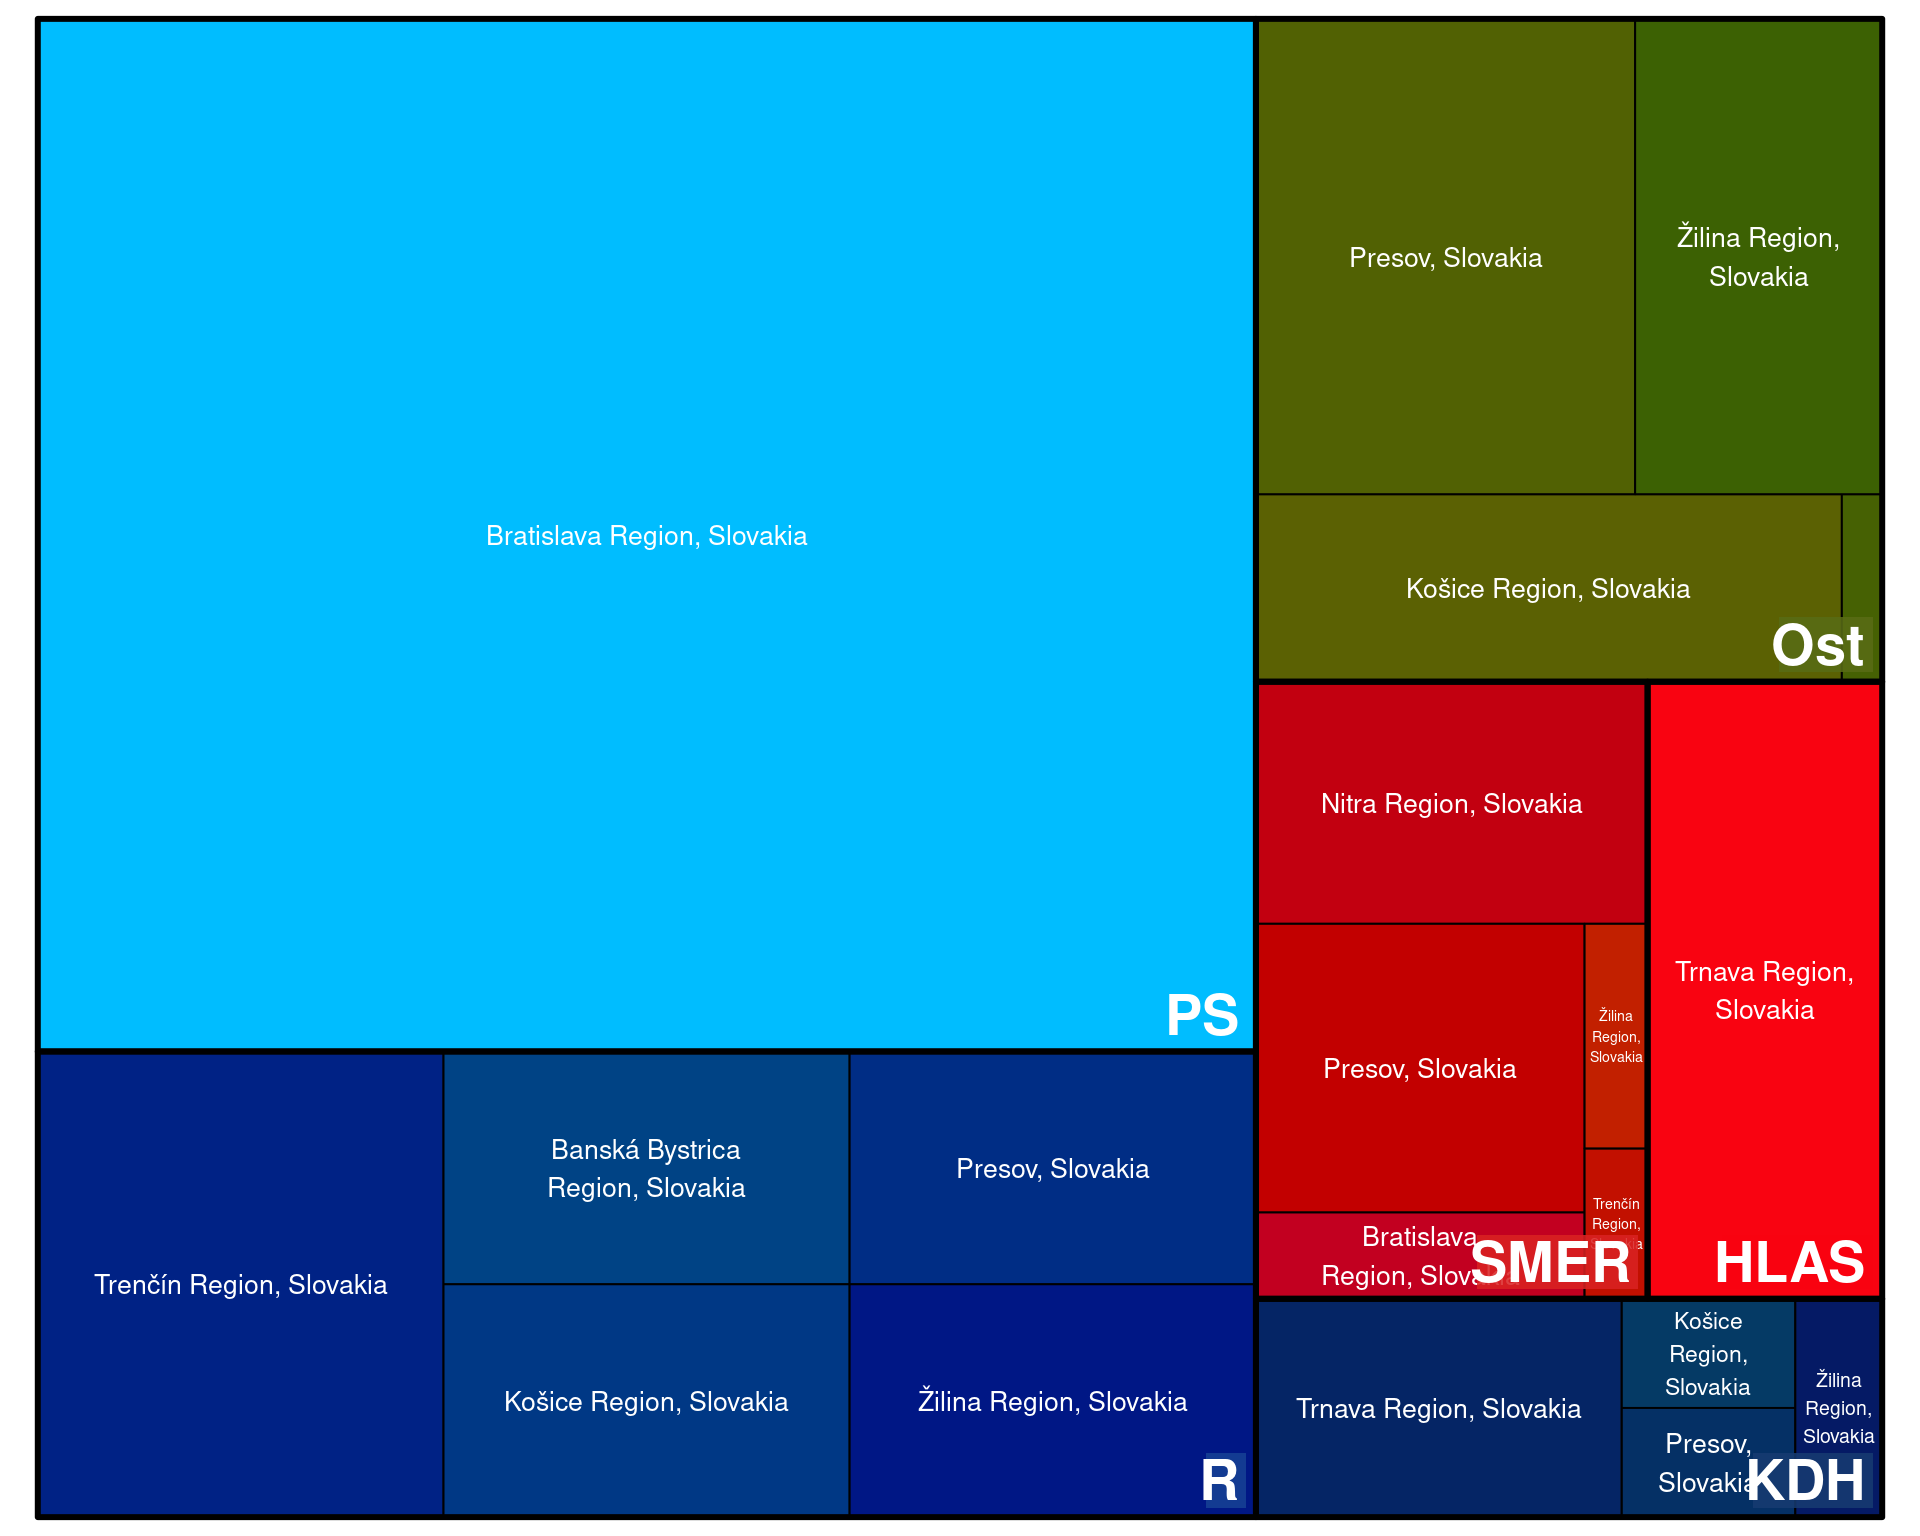 Bratislava Region, Slovakia
PS
Presov, Slovakia
Žilina Region,
Slovakia
Košice Region, Slovakia
Ost
Nitra Region, Slovakia
Presov, Slovakia
Žilina
Region,
Slovakia
Bratislava
Region, Slovakia
Trenčín
Region,
Slovakia
SMER
Trnava Region,
Slovakia
HLAS
Trenčín Region, Slovakia
Banská Bystrica
Region, Slovakia
Presov, Slovakia
Košice Region, Slovakia
Žilina Region, Slovakia
R
Trnava Region, Slovakia
Košice
Region,
Slovakia
Presov,
Slovakia
Žilina
Region,
Slovakia
KDH